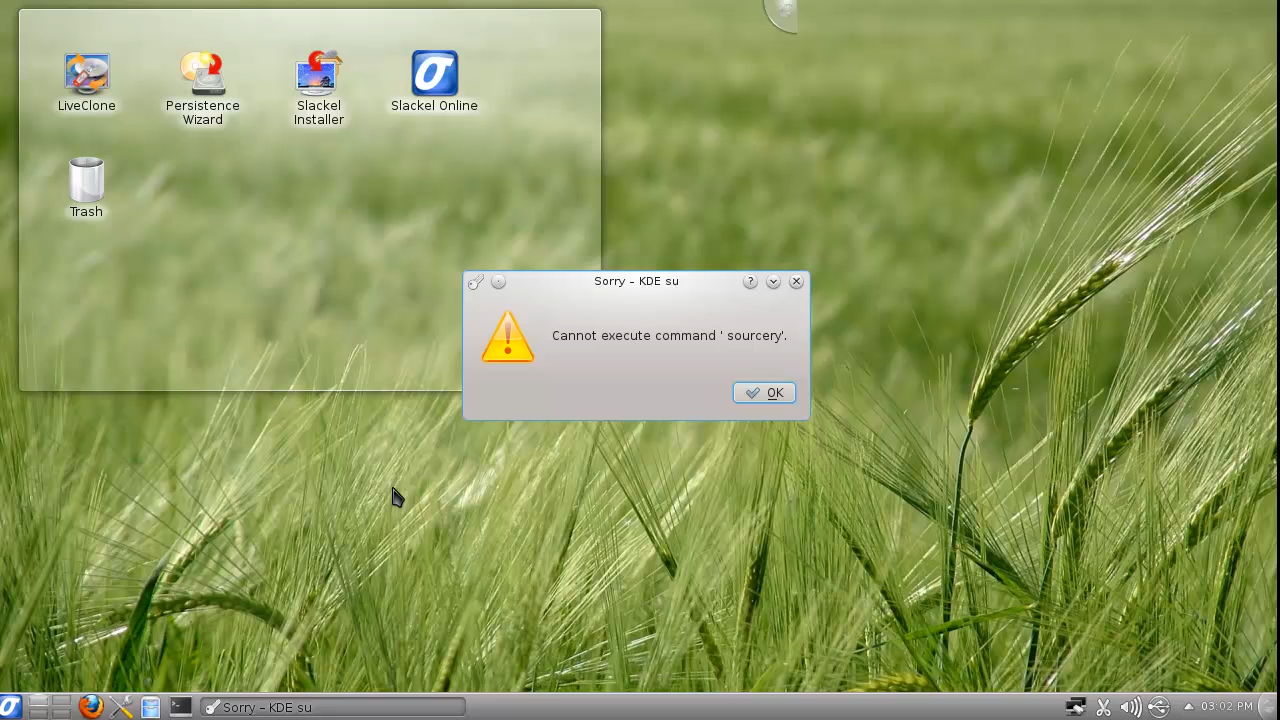 LiveClone
Persistence
Wizard
Slackel
Installer
Slackel Online
Trash
Sorry – KDE su
Cannot execute command ' sourcery'.
OK
Sorry – KDE su
03:02 PM